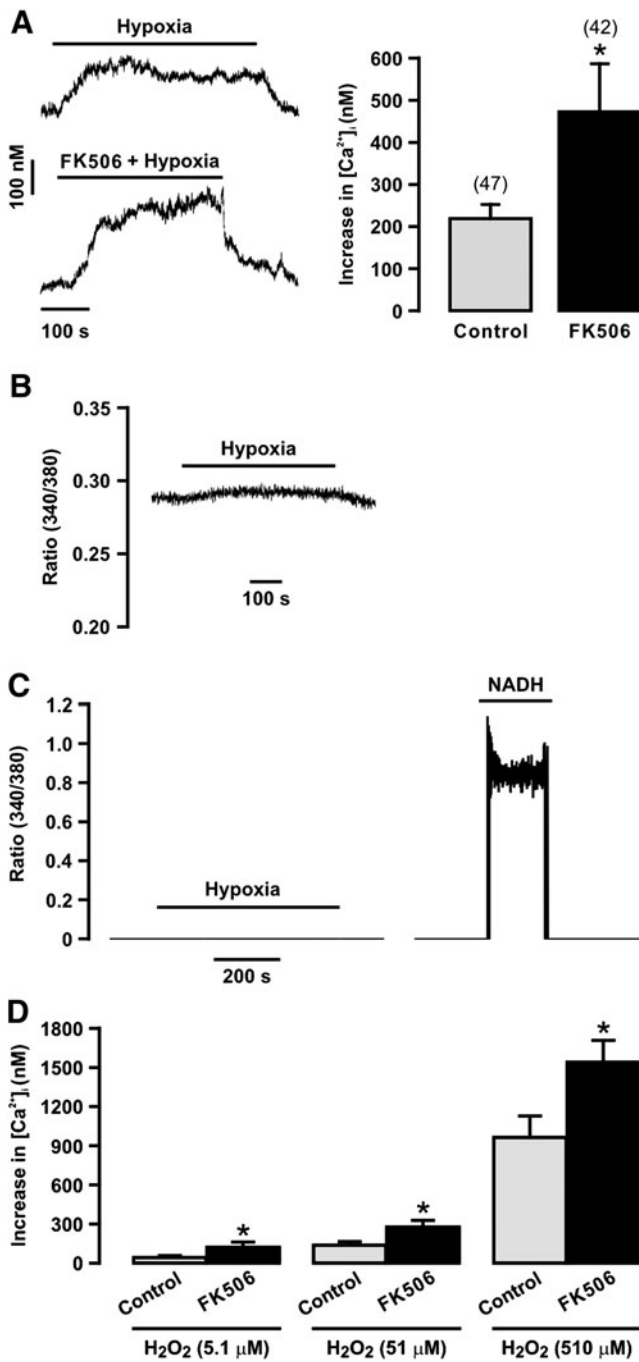 A
Hypoxia
FK506 + Hypoxia
100 nM
100 s
Increase in [Ca²⁺]ᵢ (nM)
600
500
400
300
200
100
0
(47)
(42)
*
Control
FK506
B
Ratio (340/380)
0.35
0.30
0.25
0.20
Hypoxia
100 s
C
Ratio (340/380)
1.2
1.0
0.8
0.6
0.4
0.2
0
Hypoxia
200 s
NADH
D
Increase in [Ca²⁺]ᵢ (nM)
1800
1500
1200
900
600
300
0
*
*
*
Control
FK506
Control
FK506
Control
FK506
H₂O₂ (5.1 μM)
H₂O₂ (51 μM)
H₂O₂ (510 μM)